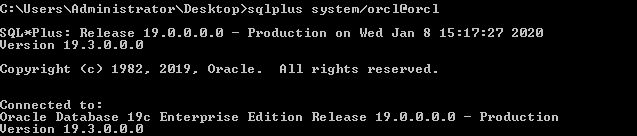 C:\Users\Administrator\Desktop>sqlplus system/orcl@orcl
SQL*Plus: Release 19.0.0.0.0 - Production on Wed Jan 8 15:17:27 2020
Version 19.3.0.0.0
Copyright (c) 1982, 2019, Oracle.  All rights reserved.
Connected to:
Oracle Database 19c Enterprise Edition Release 19.0.0.0.0 - Production
Version 19.3.0.0.0